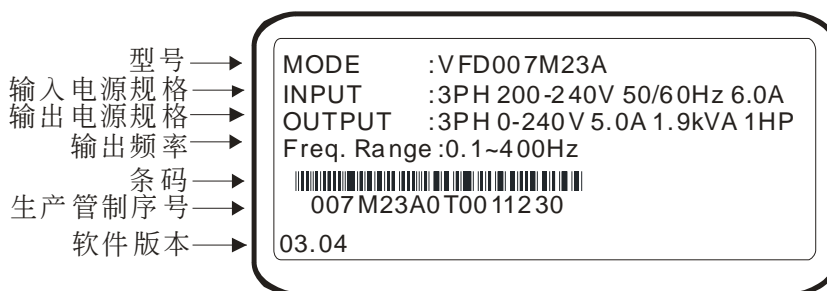 型号 MODE :VFD007M23A
输入电源规格 INPUT :3PH 200-240V 50/60Hz 6.0A
输出电源规格 OUTPUT :3PH 0-240V 5.0A 1.9kVA 1HP
输出频率 Freq. Range :0.1~400Hz
条码
生产管制序号 007M23A0T0011230
软件版本 03.04